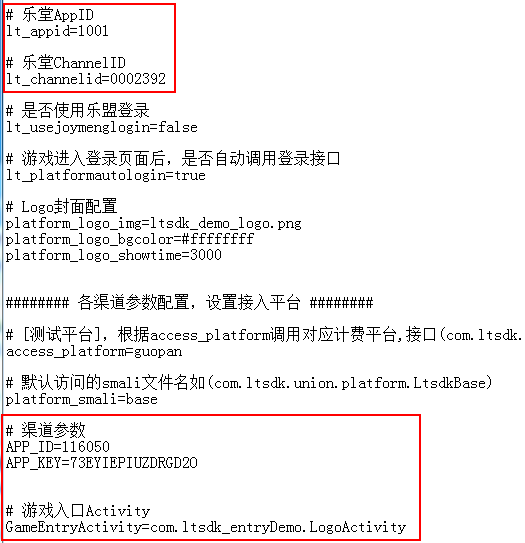 # 乐堂AppID
lt_appid=1001
# 乐堂ChannelID
lt_channelid=0002392
# 是否使用乐盟登录
lt_usejoymenglogin=false
# 游戏进入登录页面后，是否自动调用登录接口
lt_platformautologin=true
# Logo封面配置
platform_logo_img=ltsdk_demo_logo.png
platform_logo_bgcolor=#ffffffff
platform_logo_showtime=3000
######## 各渠道参数配置，设置接入平台 ########
# [测试平台]，根据access_platform调用对应计费平台,接口(com.ltsdk.
access_platform=guopan
# 默认访问的smali文件名如(com.ltsdk.union.platform.LtsdkBase)
platform_smali=base
# 渠道参数
APP_ID=116050
APP_KEY=73EYIEPIUZDRGD2O
# 游戏入口Activity
GameEntryActivity=com.ltsdk_entryDemo.LogoActivity